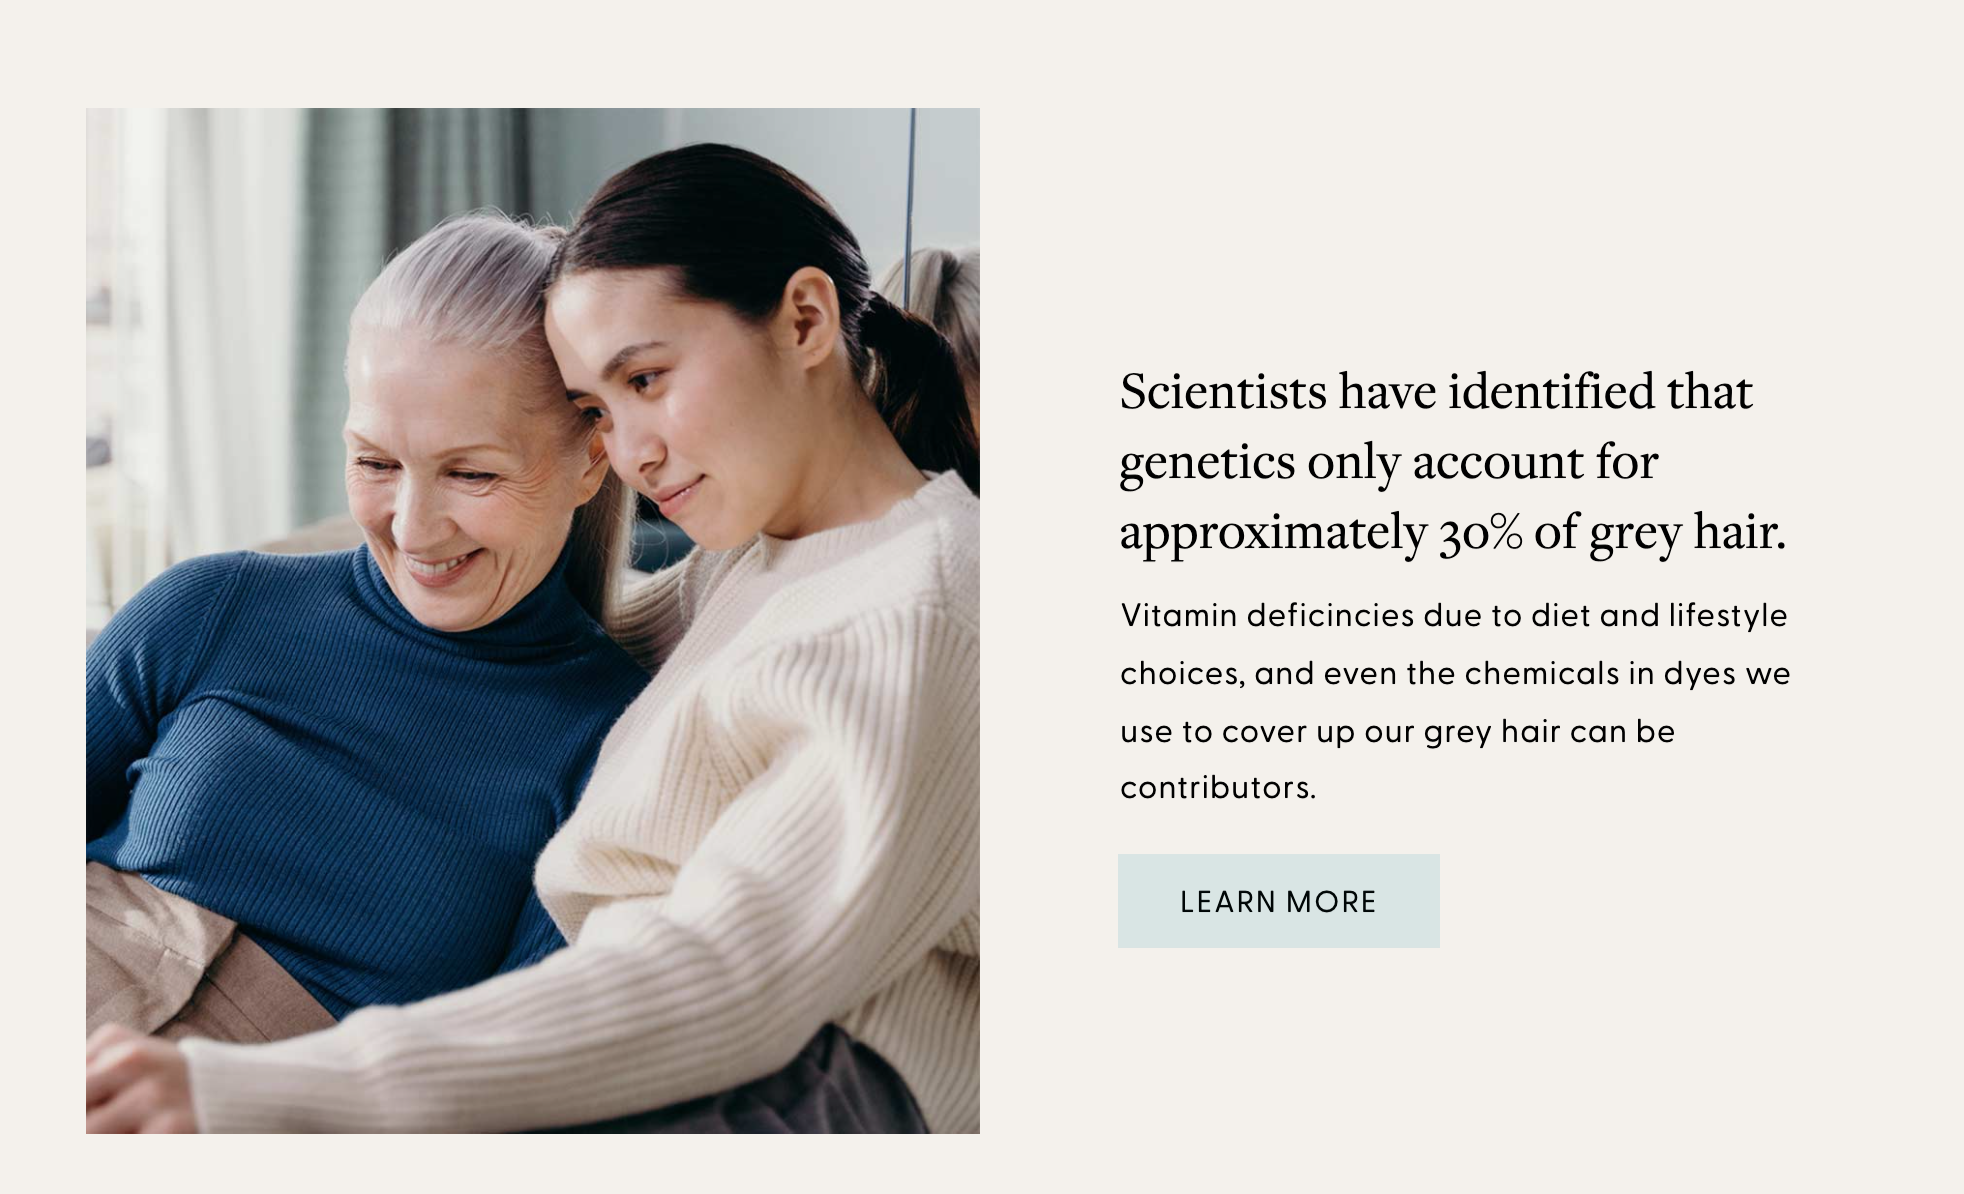 Scientists have identified that
genetics only account for
approximately 30% of grey hair.
Vitamin deficincies due to diet and lifestyle
choices, and even the chemicals in dyes we
use to cover up our grey hair can be
contributors.
LEARN MORE